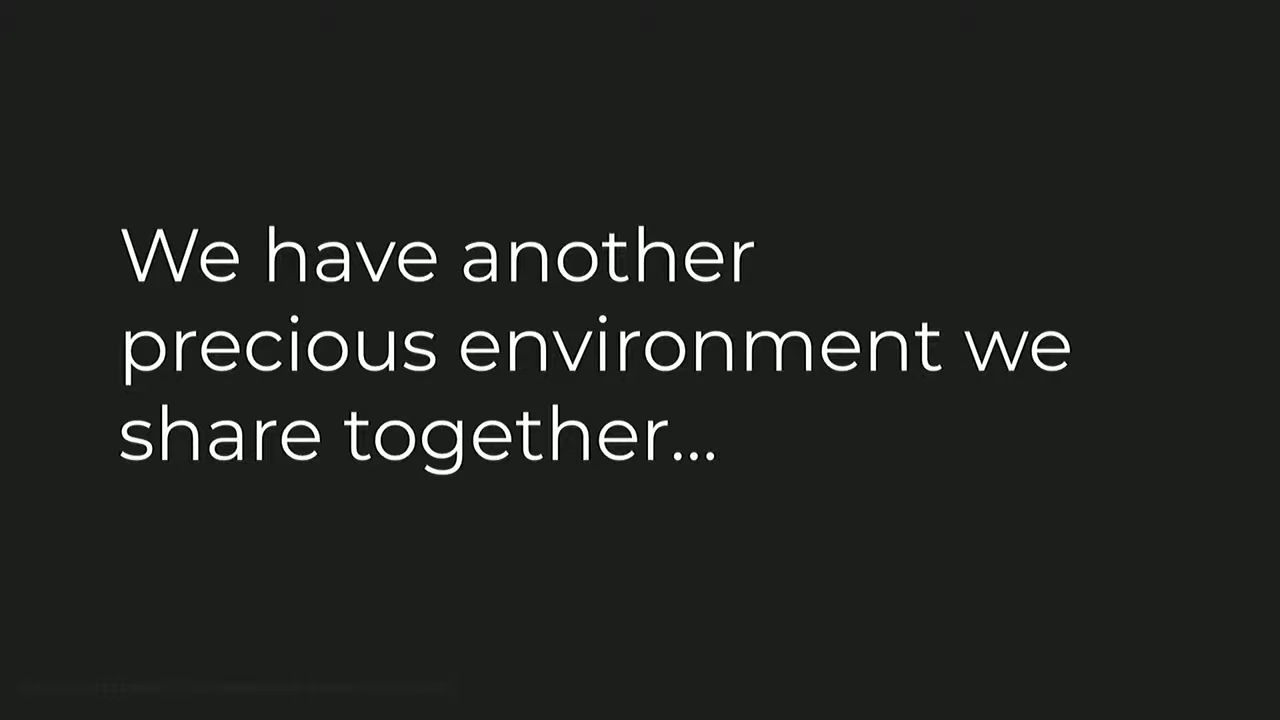 We have another
precious environment we
share together...